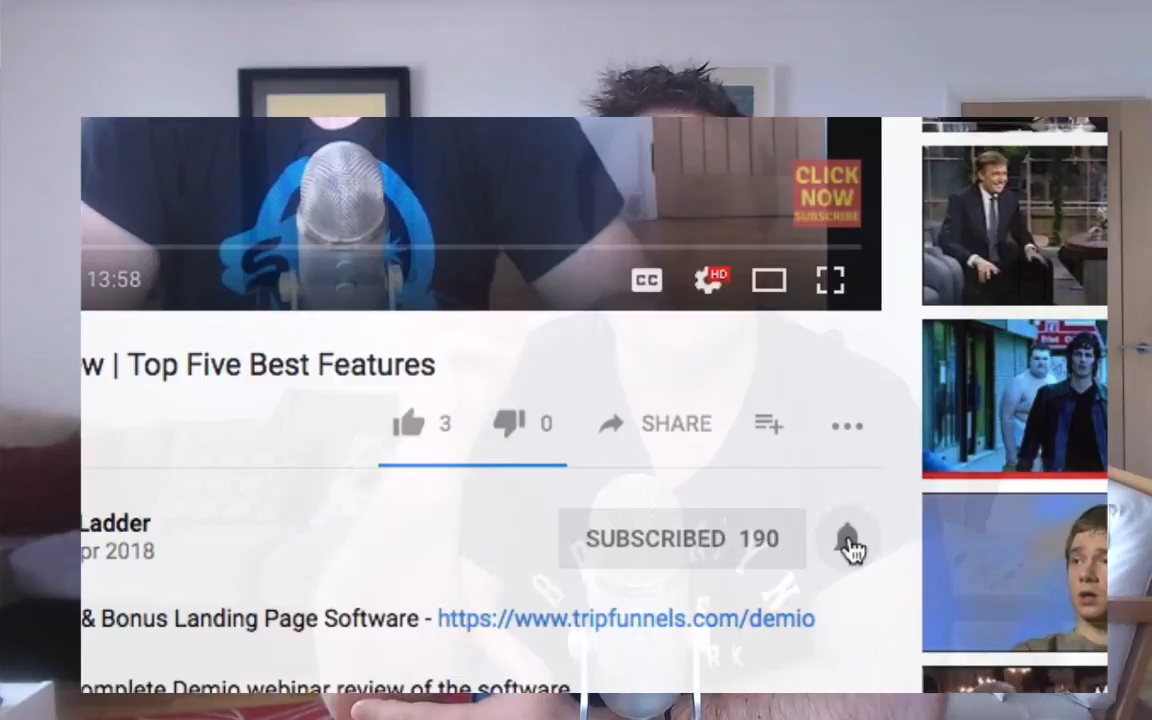 CLICK
NOW
SUBSCRIBE
13:58
CC
HD
w | Top Five Best Features
3
0
SHARE
Ladder
pr 2018
SUBSCRIBED 190
& Bonus Landing Page Software - https://www.tripfunnels.com/demio
omplete Demio webinar review of the software